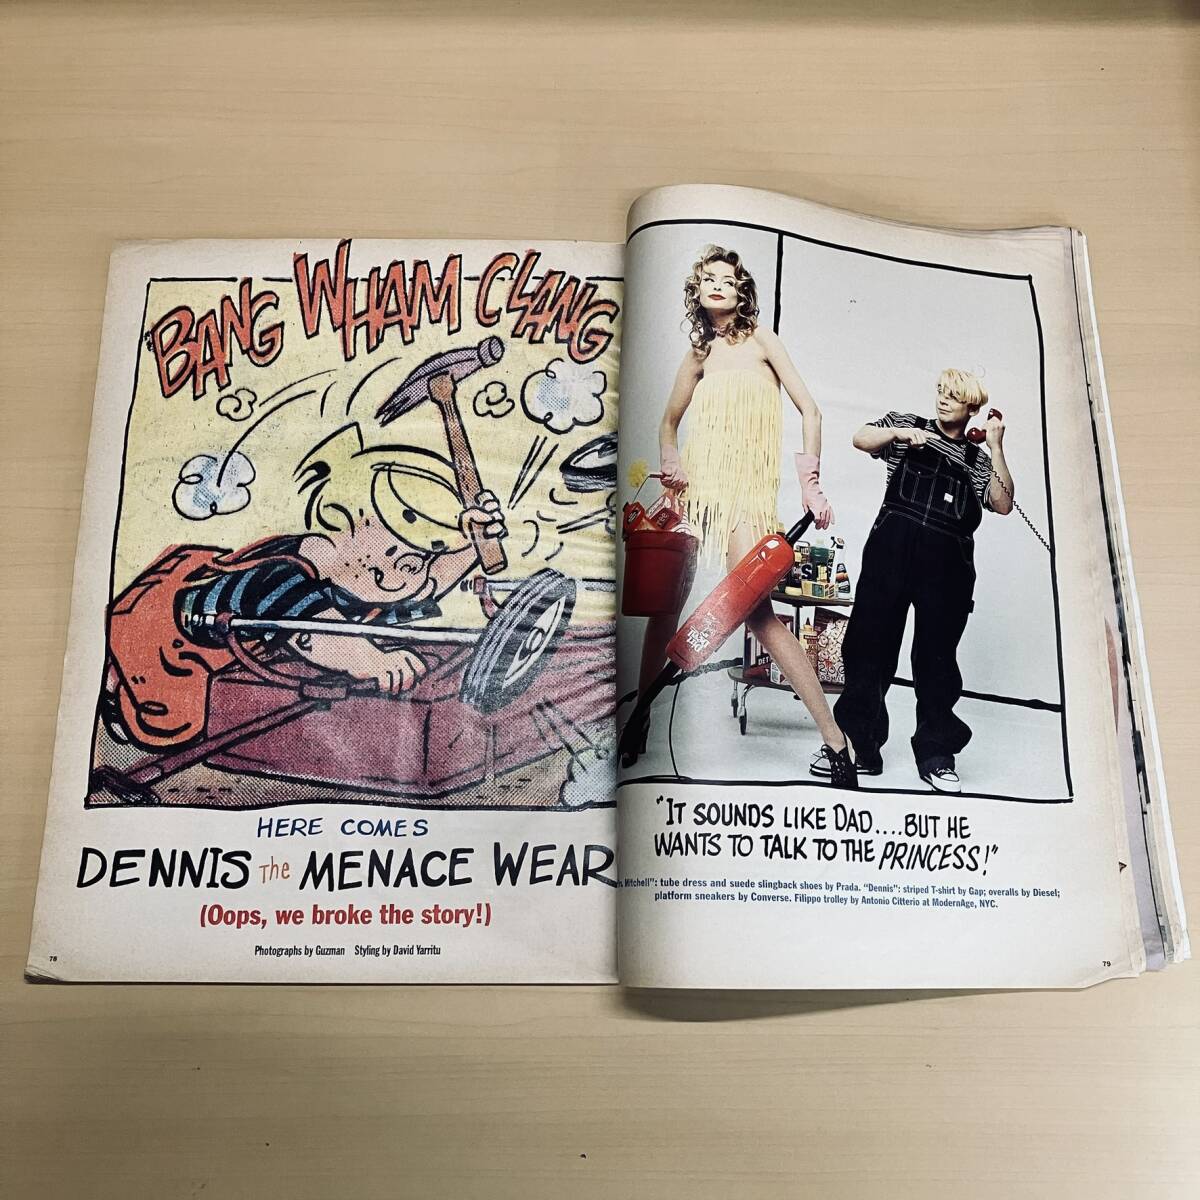 BANG WHAM CLANG
HERE COMES
DENNIS THE MENACE WEAR
(Oops, we broke the story!)
Photographs by Guzman Styling by David Yarritu
78
"IT SOUNDS LIKE DAD....BUT HE
WANTS TO TALK TO THE PRINCESS!"
Mitchell": tube dress and suede slingback shoes by Prada. "Dennis": striped T-shirt by Gap; overalls by Diesel;
platform sneakers by Converse. Filippo trolley by Antonio Citterio at ModernAge, NYC.
79